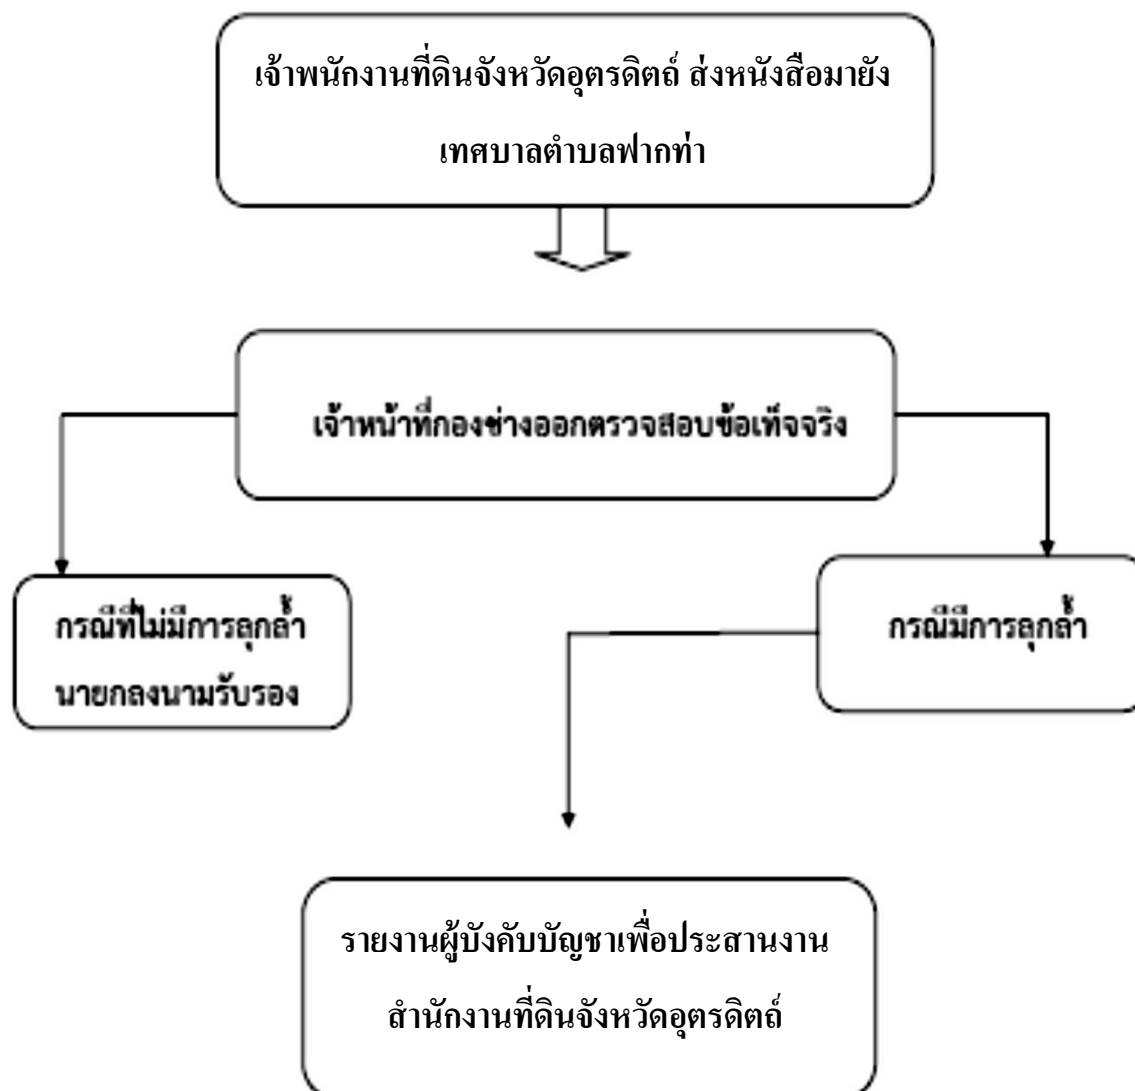 เจ้าพนักงานที่ดินจังหวัดอุตรดิตถ์ ส่งหนังสือมายัง
เทศบาลตำบลฟากท่า
เจ้าหน้าที่กองช่างออกตรวจสอบข้อเท็จจริง
กรณีที่ไม่มีการลุกล้ำ
นายกลงนามรับรอง
กรณีมีการลุกล้ำ
รายงานผู้บังคับบัญชาเพื่อประสานงาน
สำนักงานที่ดินจังหวัดอุตรดิตถ์